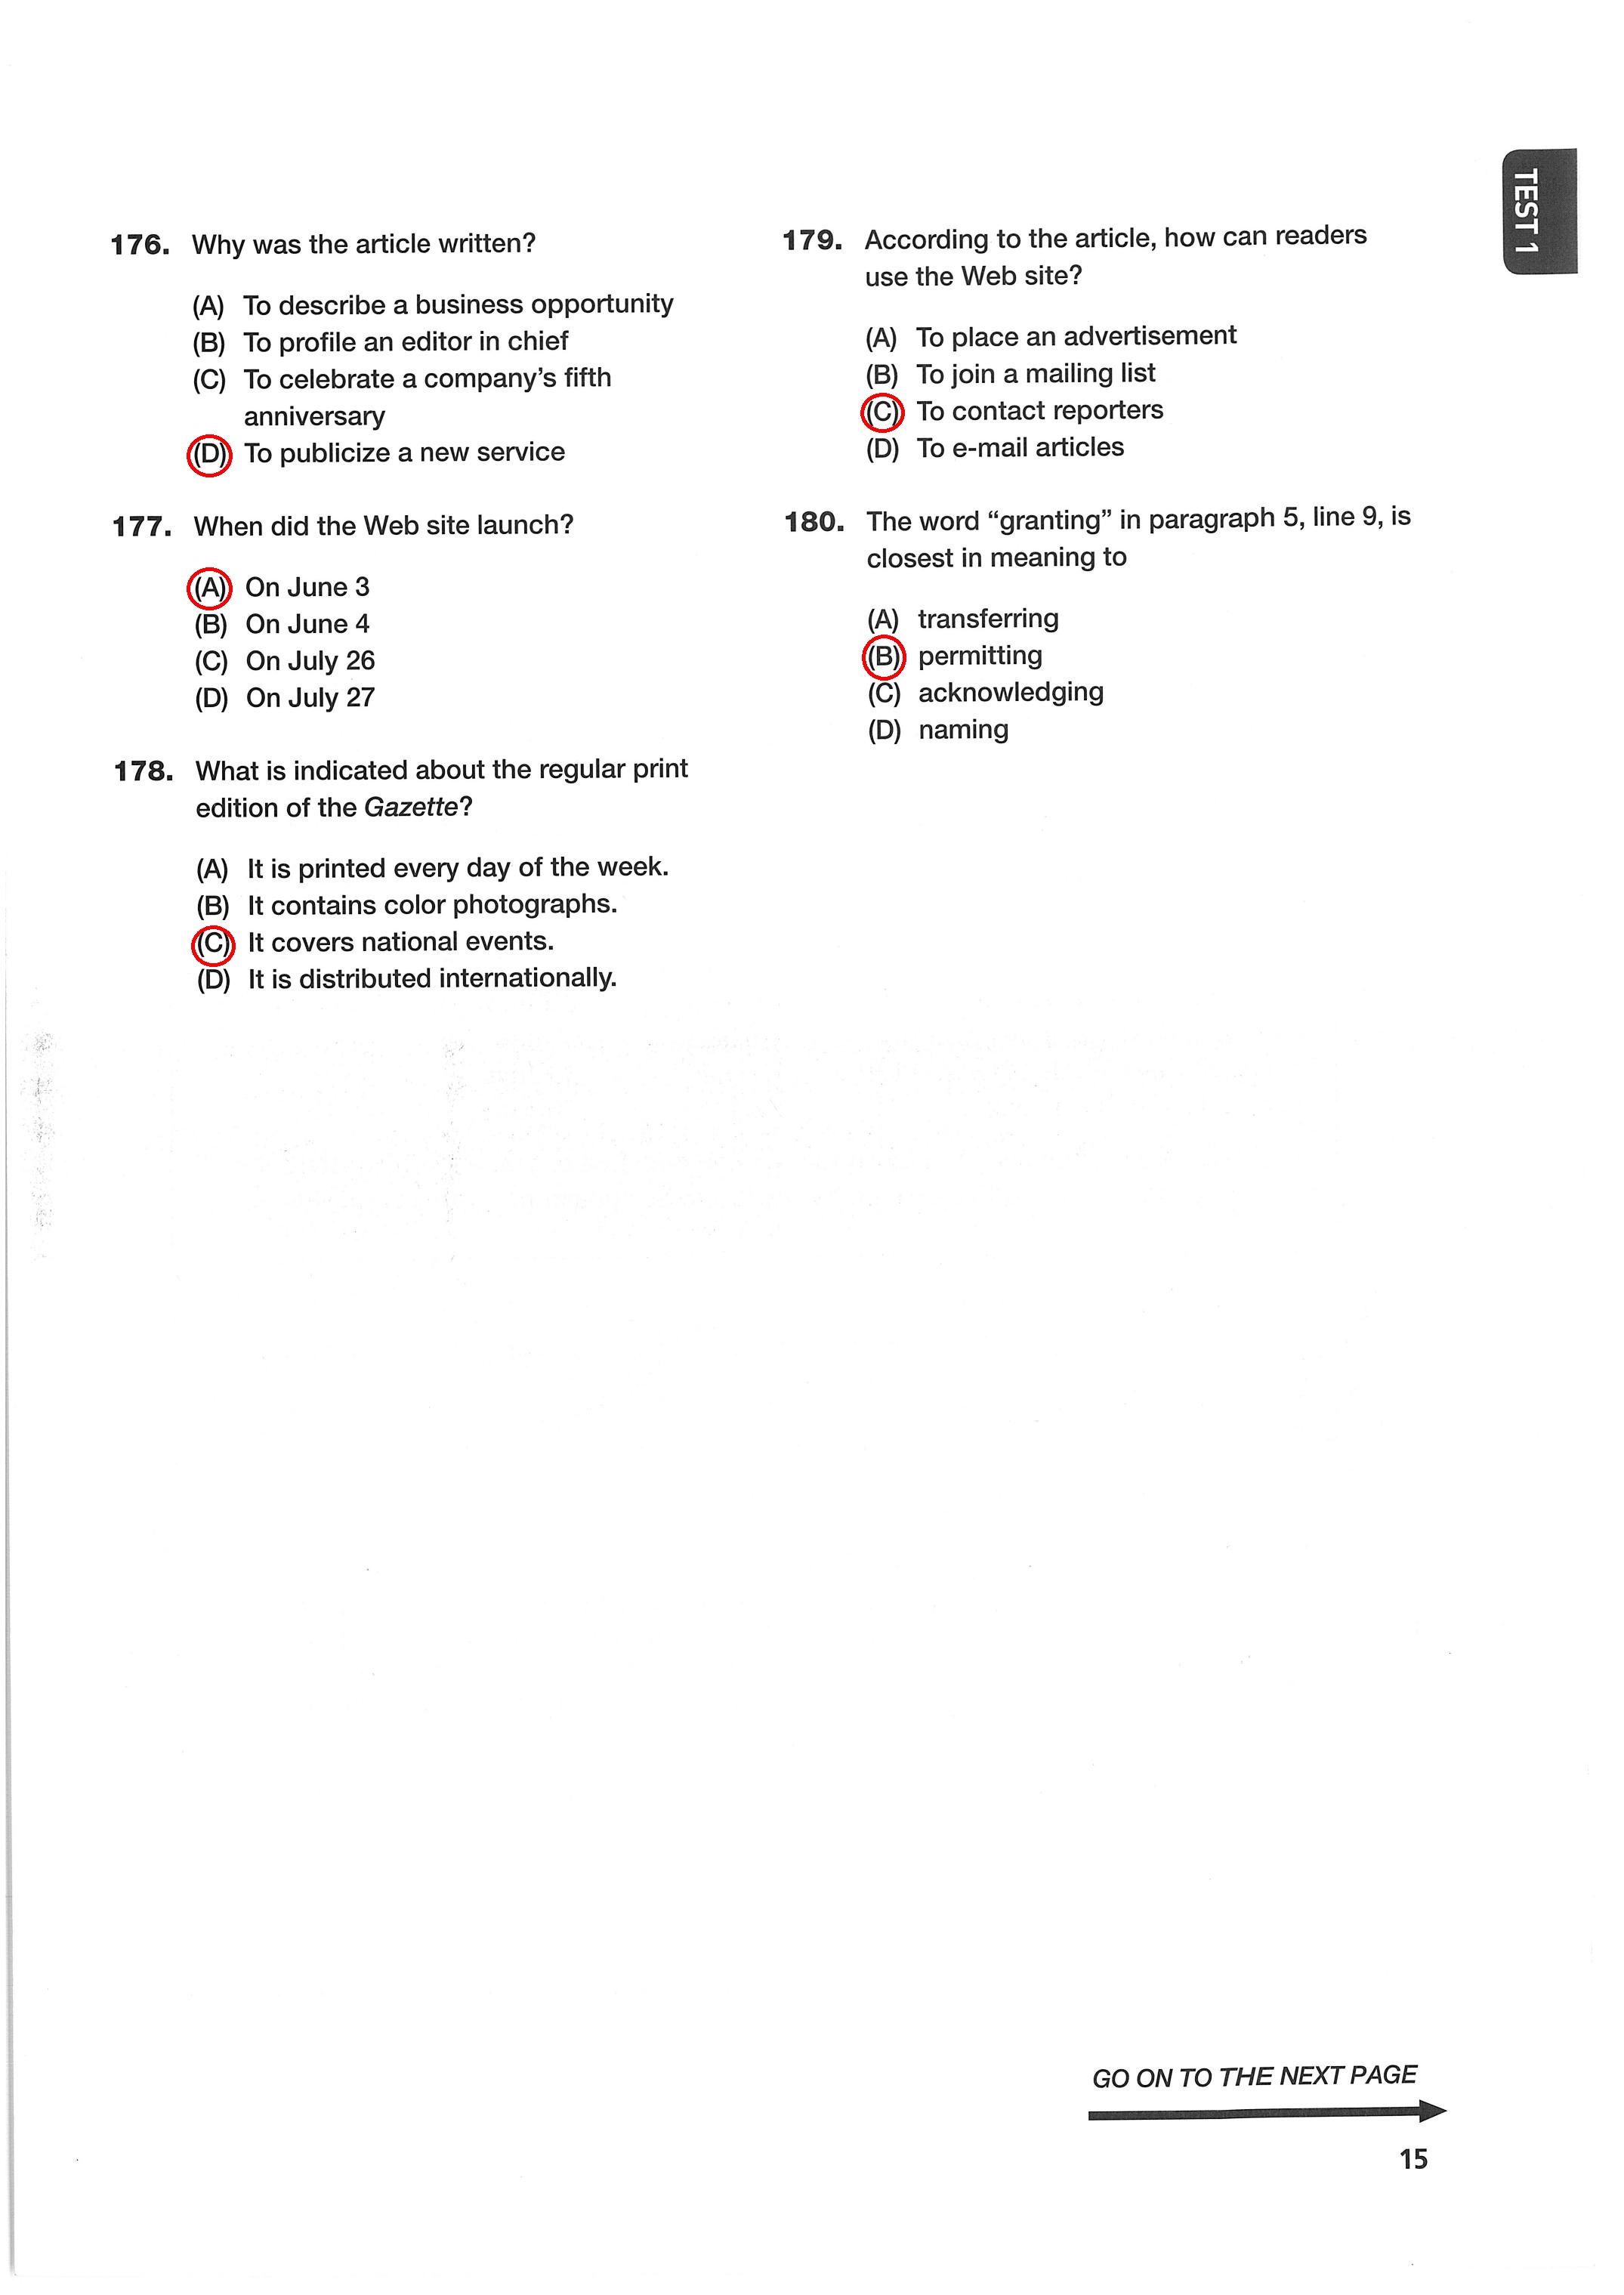 TEST 1
176. Why was the article written?
(A) To describe a business opportunity
(B) To profile an editor in chief
(C) To celebrate a company's fifth
anniversary
(D) To publicize a new service
177. When did the Web site launch?
(A) On June 3
(B) On June 4
(C) On July 26
(D) On July 27
178. What is indicated about the regular print
edition of the Gazette?
(A) It is printed every day of the week.
(B) It contains color photographs.
(C) It covers national events.
(D) It is distributed internationally.
179. According to the article, how can readers
use the Web site?
(A) To place an advertisement
(B) To join a mailing list
(C) To contact reporters
(D) To e-mail articles
180. The word “granting” in paragraph 5, line 9, is
closest in meaning to
(A) transferring
(B) permitting
(C) acknowledging
(D) naming
GO ON TO THE NEXT PAGE
15